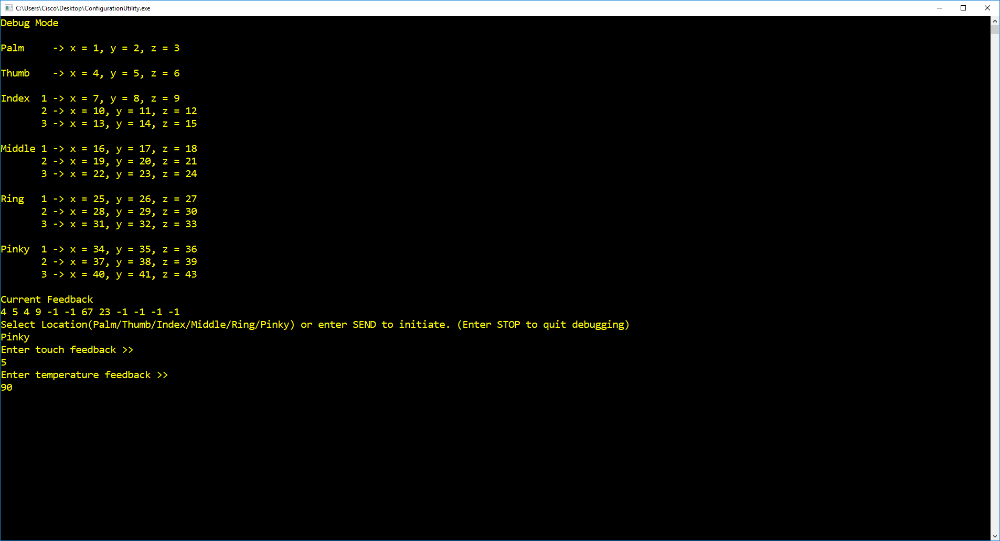 C:\Users\Cisco\Desktop\ConfigurationUtility.exe
Debug Mode
Palm     -> x = 1, y = 2, z = 3
Thumb    -> x = 4, y = 5, z = 6
Index  1 -> x = 7, y = 8, z = 9
       2 -> x = 10, y = 11, z = 12
       3 -> x = 13, y = 14, z = 15
Middle 1 -> x = 16, y = 17, z = 18
       2 -> x = 19, y = 20, z = 21
       3 -> x = 22, y = 23, z = 24
Ring   1 -> x = 25, y = 26, z = 27
       2 -> x = 28, y = 29, z = 30
       3 -> x = 31, y = 32, z = 33
Pinky  1 -> x = 34, y = 35, z = 36
       2 -> x = 37, y = 38, z = 39
       3 -> x = 40, y = 41, z = 43
Current Feedback
4 5 4 9 -1 -1 67 23 -1 -1 -1 -1
Select Location(Palm/Thumb/Index/Middle/Ring/Pinky) or enter SEND to initiate. (Enter STOP to quit debugging)
Pinky
Enter touch feedback >>
5
Enter temperature feedback >>
90